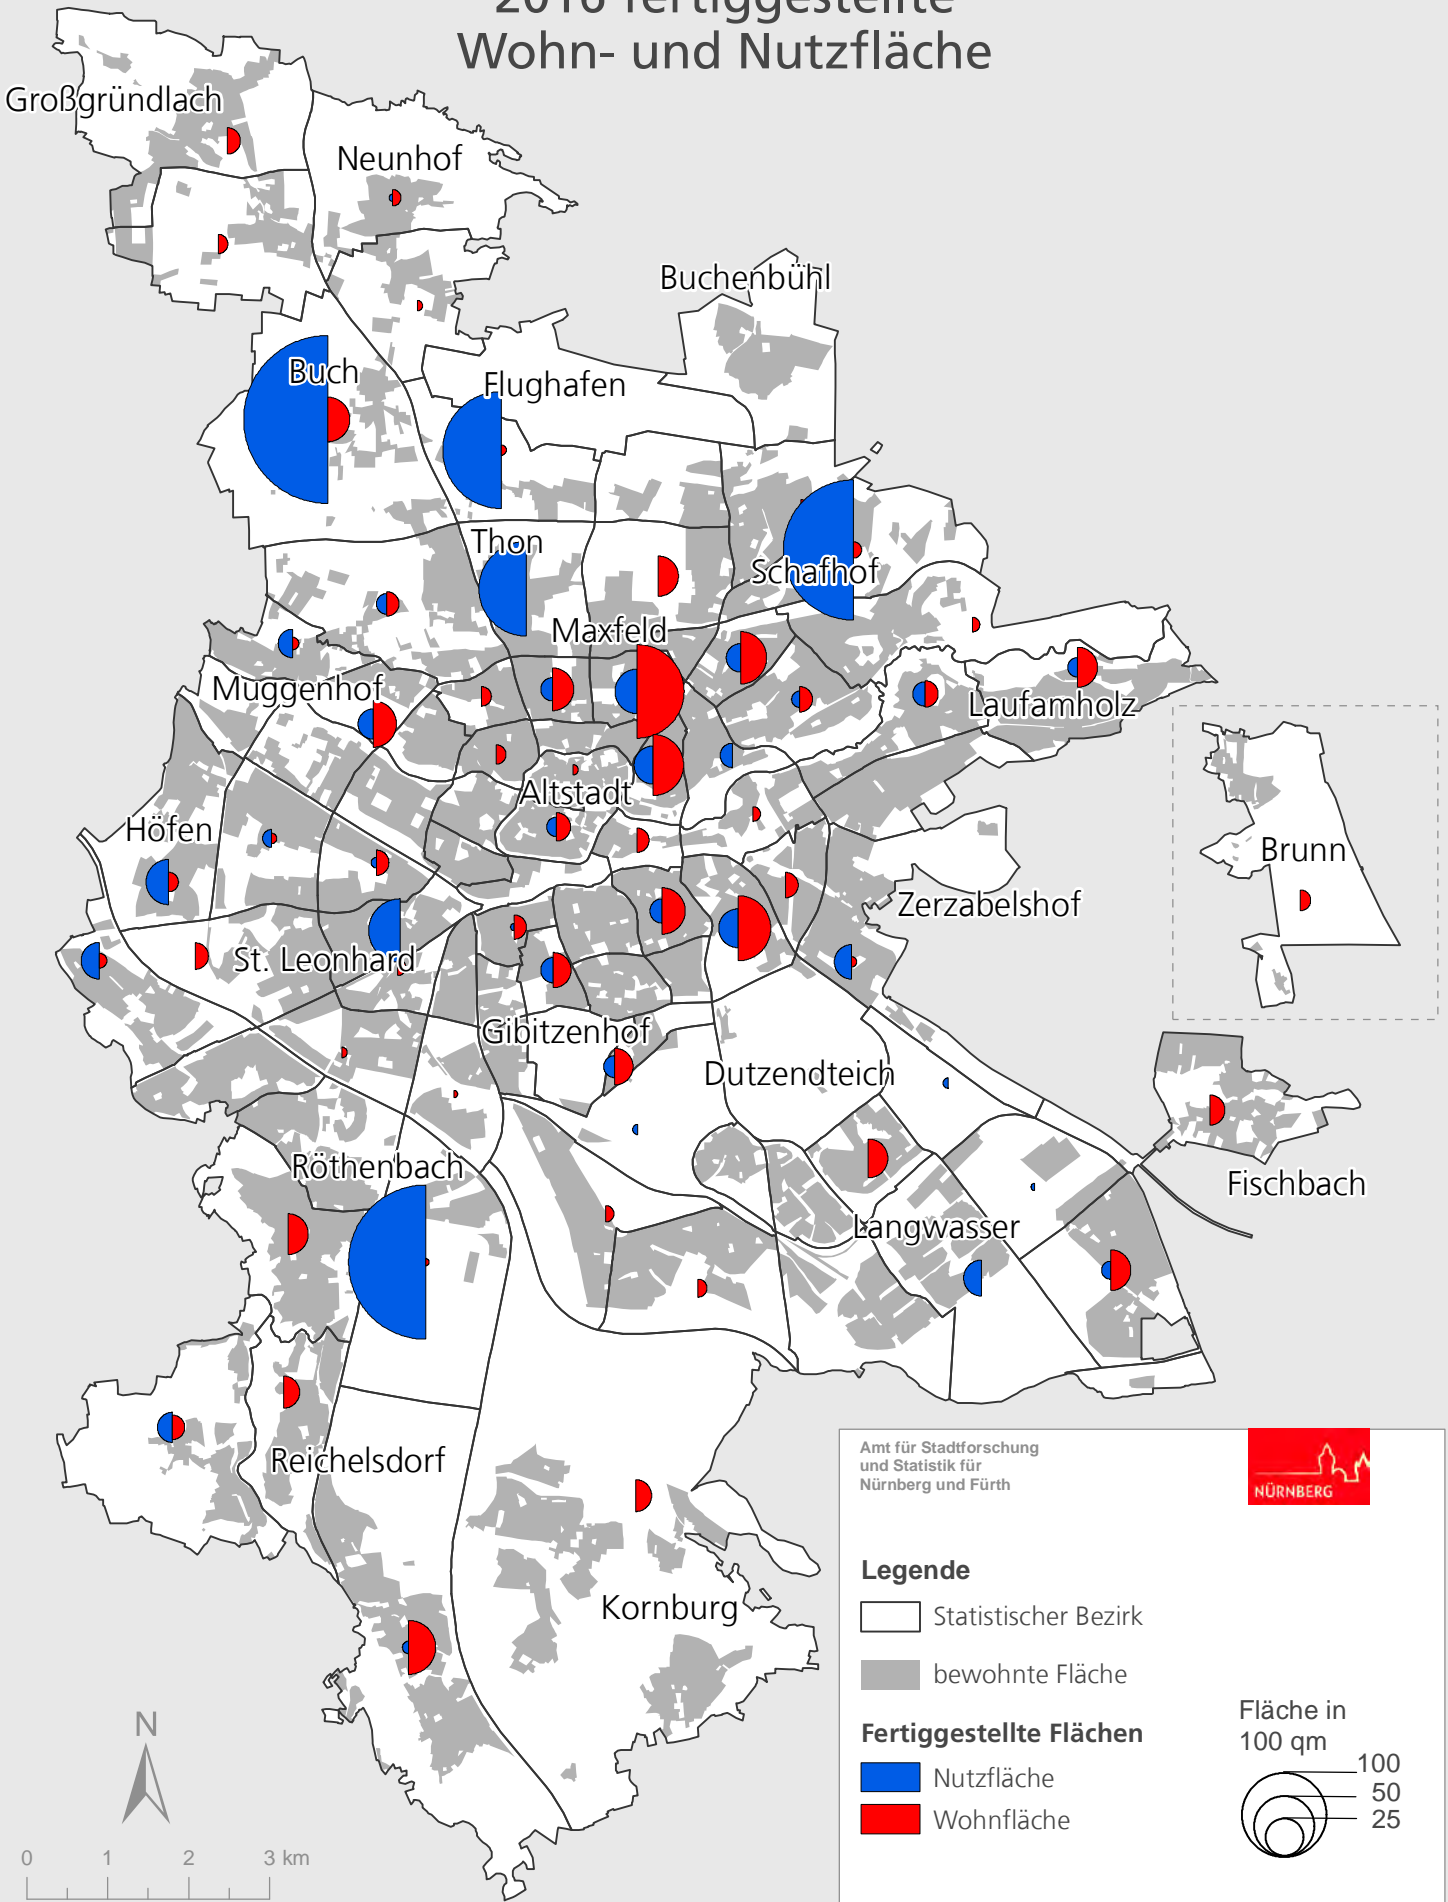 2016 fertiggestellte
Wohn- und Nutzfläche
Großgründlach
Neunhof
Buchenbühl
Buch
Flughafen
Thon
Schafhof
Maxfeld
Muggenhof
Laufamholz
Altstadt
Höfen
Brunn
Zerzabelshof
St. Leonhard
Gibitzenhof
Dutzendteich
Röthenbach
Fischbach
Langwasser
Reichelsdorf
Kornburg
Amt für Stadtforschung
und Statistik für
Nürnberg und Fürth
NÜRNBERG
Legende
Statistischer Bezirk
bewohnte Fläche
Fertiggestellte Flächen
Nutzfläche
Wohnfläche
Fläche in
100 qm
100
50
25
N
0 1 2 3 km